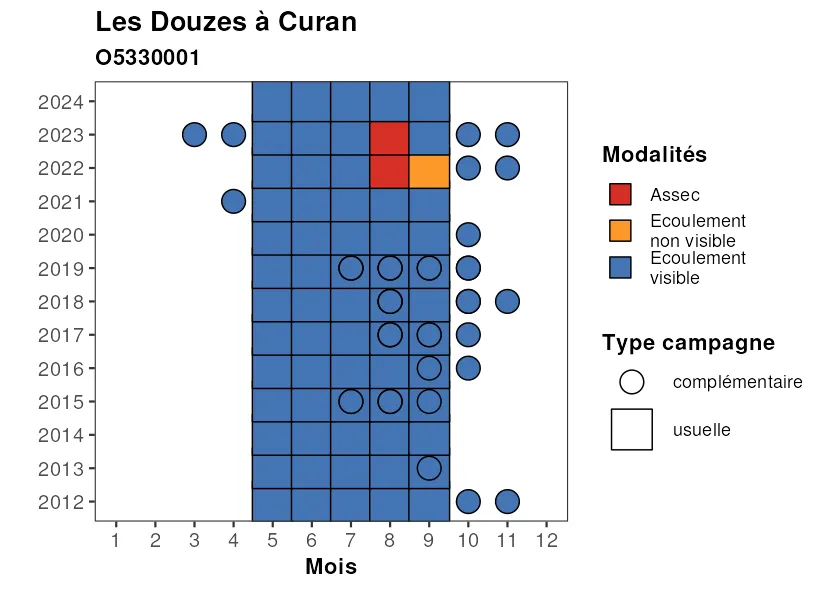 Les Douzes à Curan
O5330001
2024
2023
2022
2021
2020
2019
2018
2017
2016
2015
2014
2013
2012
1 2 3 4 5 6 7 8 9 10 11 12
Mois
Modalités
Assec
Ecoulement
non visible
Ecoulement
visible
Type campagne
complémentaire
usuelle